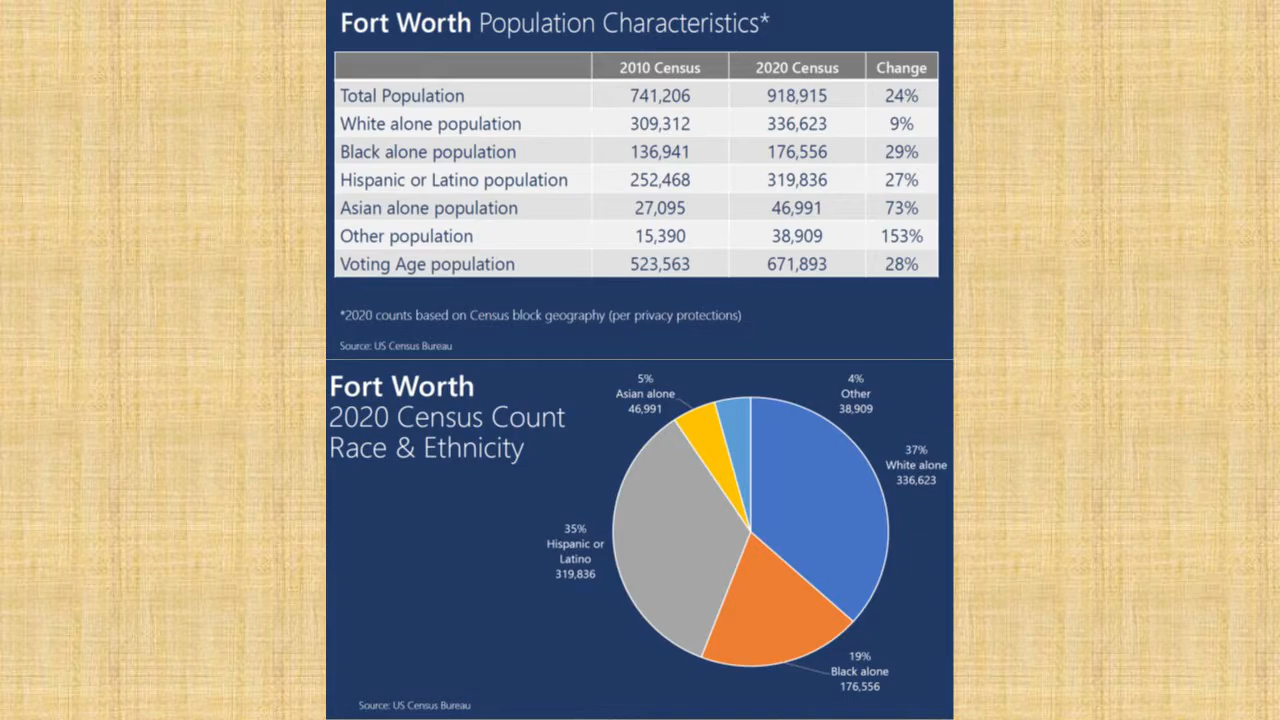 Fort Worth Population Characteristics*
2010 Census 2020 Census Change
Total Population 741,206 918,915 24%
White alone population 309,312 336,623 9%
Black alone population 136,941 176,556 29%
Hispanic or Latino population 252,468 319,836 27%
Asian alone population 27,095 46,991 73%
Other population 15,390 38,909 153%
Voting Age population 523,563 671,893 28%
*2020 counts based on Census block geography (per privacy protections)
Source: US Census Bureau
Fort Worth
2020 Census Count
Race & Ethnicity
5%
Asian alone
46,991
4%
Other
38,909
37%
White alone
336,623
35%
Hispanic or
Latino
319,836
19%
Black alone
176,556
Source: US Census Bureau